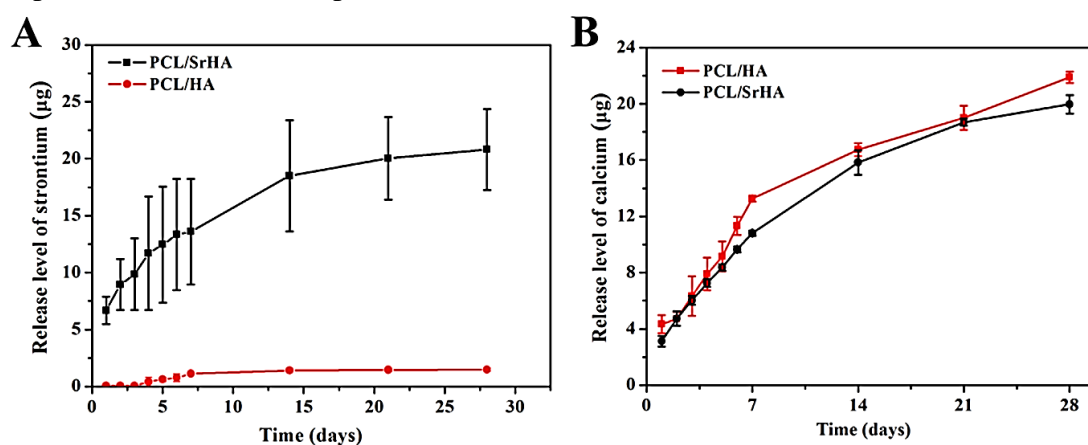 A
Release level of strontium (μg)
30
25
20
15
10
5
0
PCL/SrHA
PCL/HA
0 5 10 15 20 25 30
Time (days)
B
Release level of calcium (μg)
24
20
16
12
8
4
0
PCL/HA
PCL/SrHA
0 7 14 21 28
Time (days)